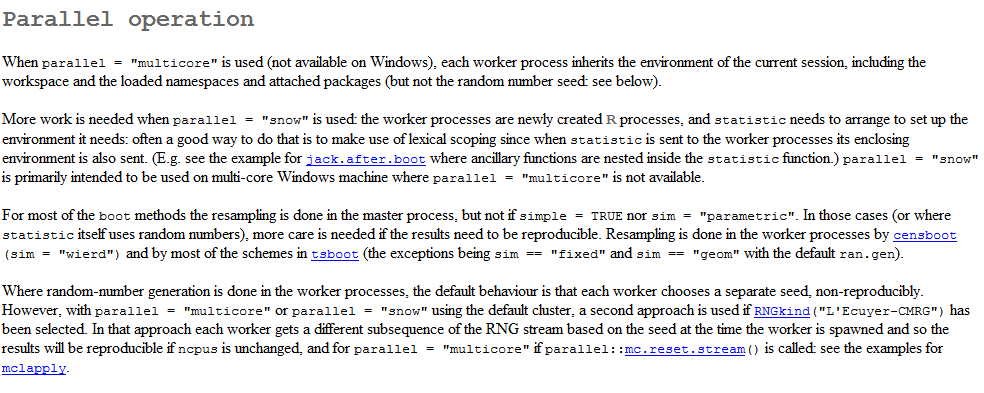 Parallel operation
When parallel = "multicore" is used (not available on Windows), each worker process inherits the environment of the current session, including the
workspace and the loaded namespaces and attached packages (but not the random number seed: see below).
More work is needed when parallel = "snow" is used: the worker processes are newly created R processes, and statistic needs to arrange to set up the
environment it needs: often a good way to do that is to make use of lexical scoping since when statistic is sent to the worker processes its enclosing
environment is also sent. (E.g. see the example for jack.after.boot where ancillary functions are nested inside the statistic function.) parallel = "snow"
is primarily intended to be used on multi-core Windows machine where parallel = "multicore" is not available.
For most of the boot methods the resampling is done in the master process, but not if simple = TRUE nor sim = "parametric". In those cases (or where
statistic itself uses random numbers), more care is needed if the results need to be reproducible. Resampling is done in the worker processes by censboot
(sim = "wierd") and by most of the schemes in tsboot (the exceptions being sim == "fixed" and sim == "geom" with the default ran.gen).
Where random-number generation is done in the worker processes, the default behaviour is that each worker chooses a separate seed, non-reproducibly.
However, with parallel = "multicore" or parallel = "snow" using the default cluster, a second approach is used if RNGkind("L'Ecuyer-CMRG") has
been selected. In that approach each worker gets a different subsequence of the RNG stream based on the seed at the time the worker is spawned and so the
results will be reproducible if ncpus is unchanged, and for parallel = "multicore" if parallel::mc.reset.stream() is called: see the examples for
mclapply.